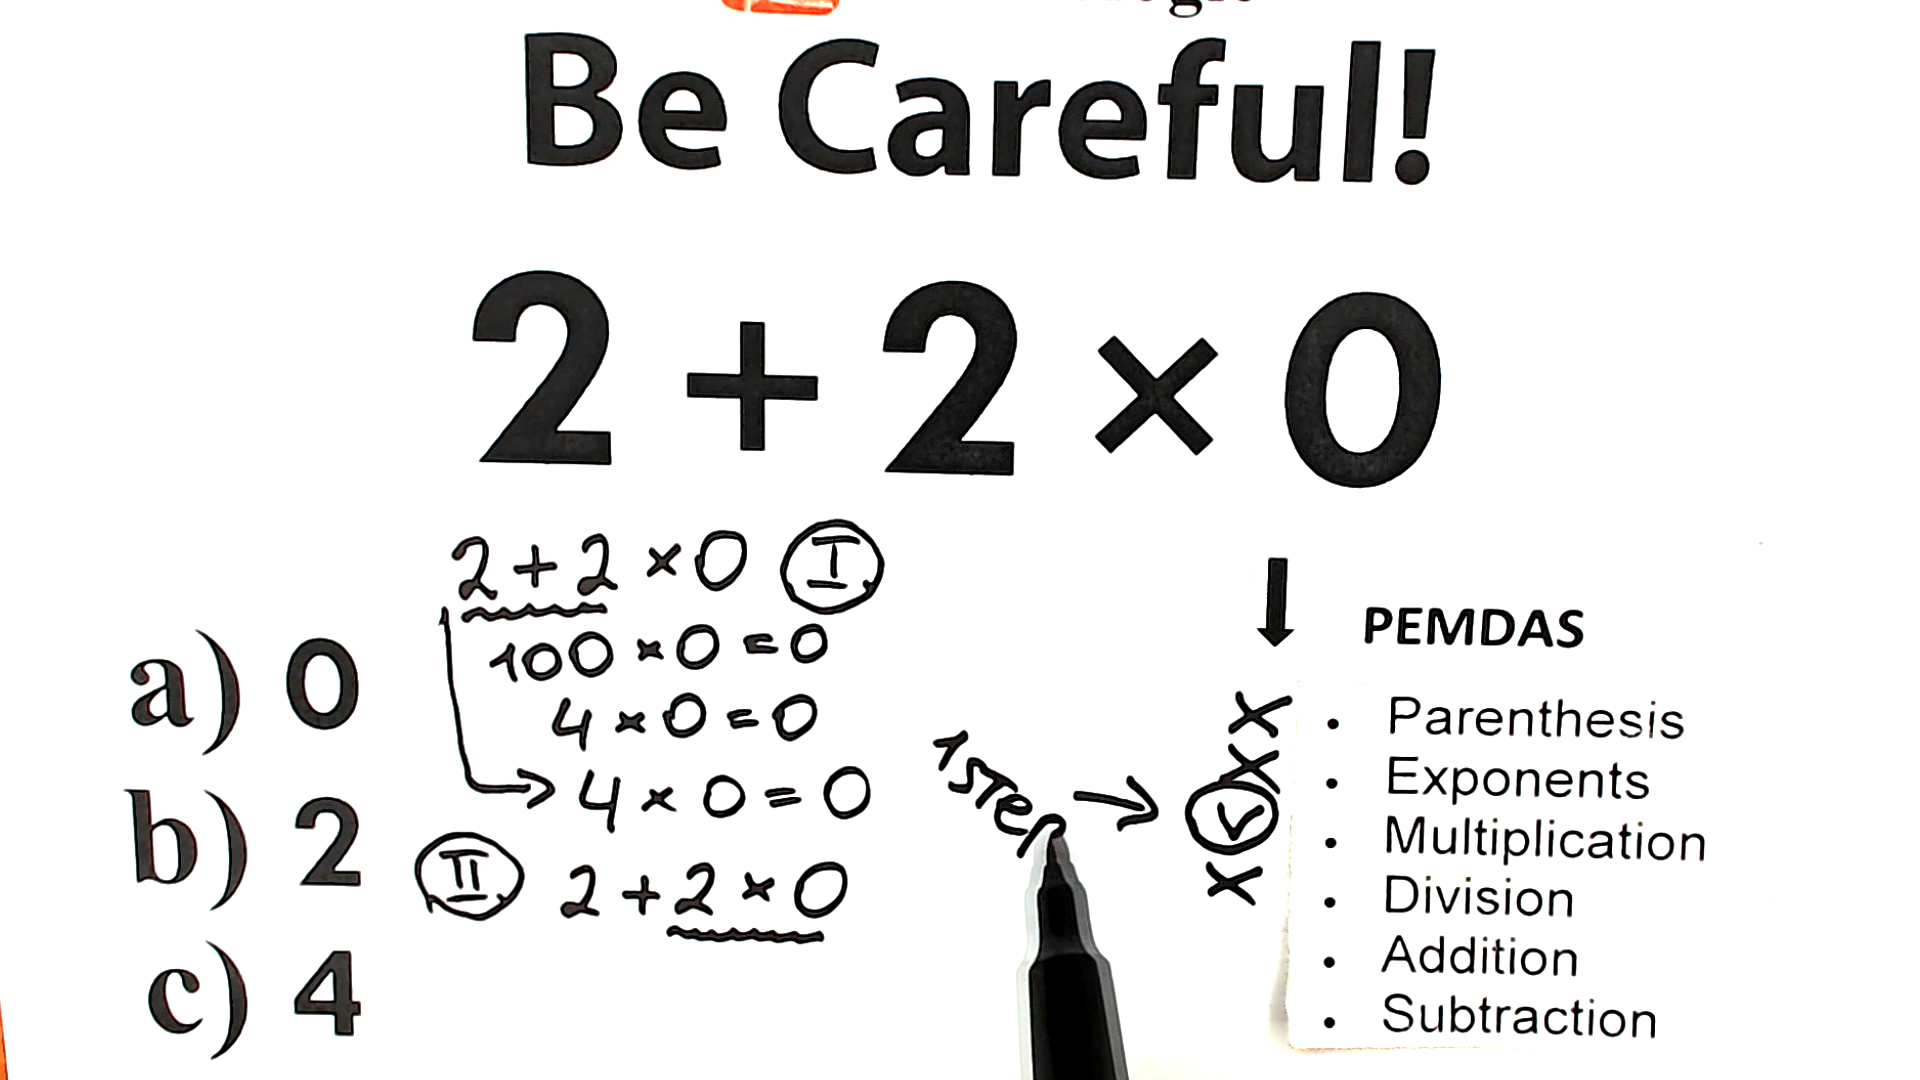 Be Careful!
2 + 2 × 0
2 + 2 × 0 I
100 × 0 = 0
4 × 0 = 0
4 × 0 = 0
II 2 + 2 × 0
a) 0
b) 2
c) 4
1 STEP
PEMDAS
• Parenthesis
• Exponents
• Multiplication
• Division
• Addition
• Subtraction